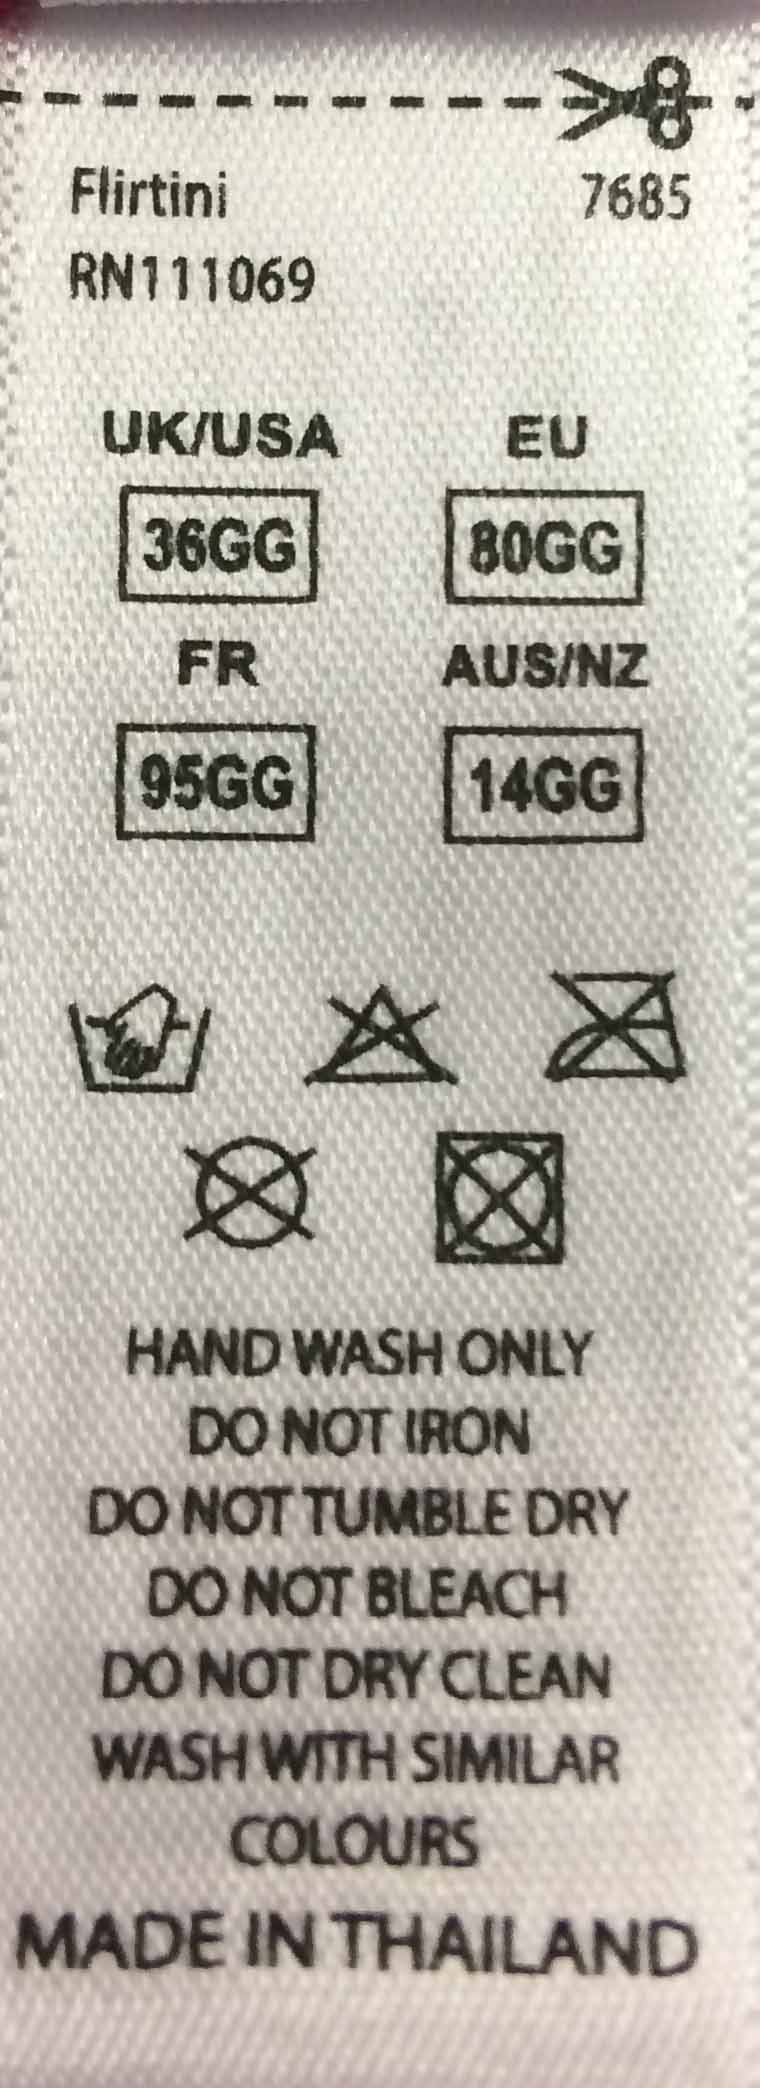 Flirtini 7685
RN111069
UK/USA EU
36GG 80GG
FR AUS/NZ
95GG 14GG
HAND WASH ONLY
DO NOT IRON
DO NOT TUMBLE DRY
DO NOT BLEACH
DO NOT DRY CLEAN
WASH WITH SIMILAR
COLOURS
MADE IN THAILAND